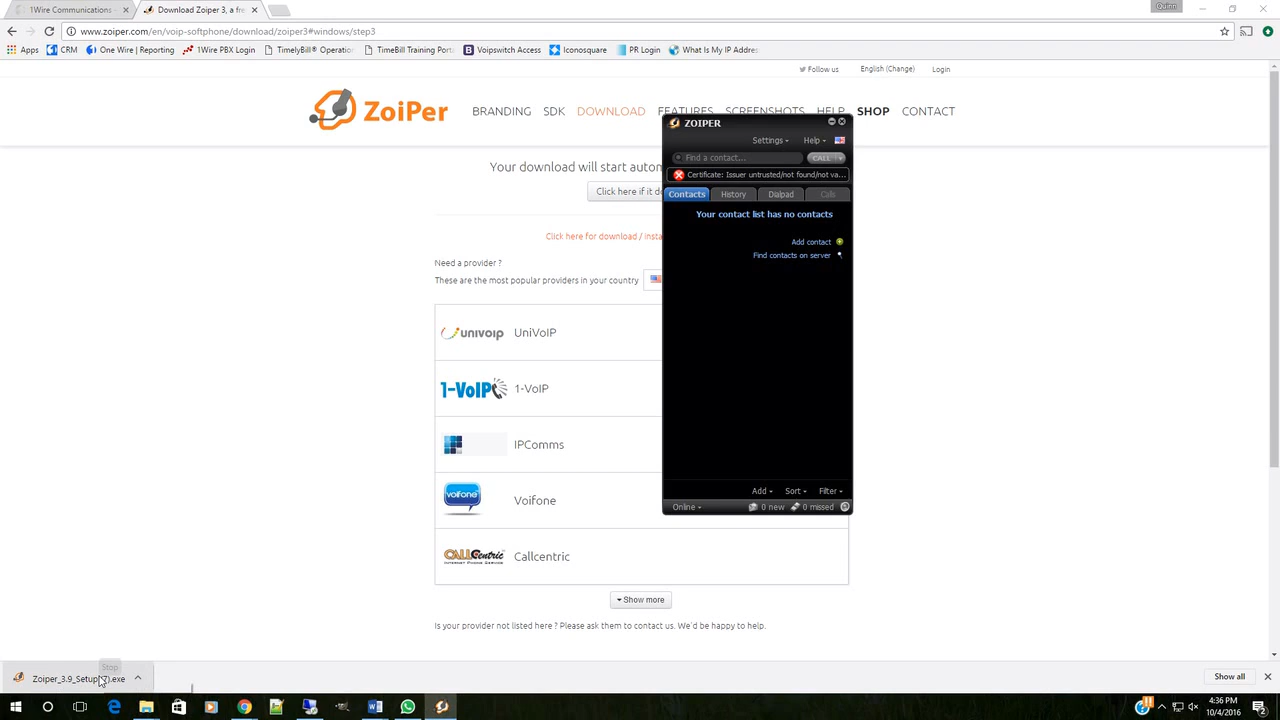 1Wire Communications -
Download Zoiper 3, a fre
Quinn
www.zoiper.com/en/voip-softphone/download/zoiper3#windows/step3
Apps
CRM
One Wire | Reporting
1Wire PBX Login
TimelyBill® Operatio
TimeBill Training Port
Voipswitch Access
Iconosquare
PR Login
What Is My IP Addres
Follow us
English (Change)
Login
ZoiPer
BRANDING
SDK
DOWNLOAD
FEATURES
SCREENSHOTS
HELP
SHOP
CONTACT
ZOIPER
Settings
Help
Find a contact...
CALL
Certificate: Issuer untrusted/not found/not va...
Contacts
History
Dialpad
Calls
Your contact list has no contacts
Add contact
Find contacts on server
Add
Sort
Filter
Online
0 new
0 missed
Your download will start autom
Click here if it do
Click here for download / insta
Need a provider ?
These are the most popular providers in your country
univoip
UniVoIP
1-VoIP
1-VoIP
IPComms
voifone
Voifone
CALLCENTRIC
INTERNET PHONE SERVICE
Callcentric
Show more
Is your provider not listed here ? Please ask them to contact us. We'd be happy to help.
Stop
Zoiper_3.9_Setup
.exe
Show all
4:36 PM
10/4/2016
2